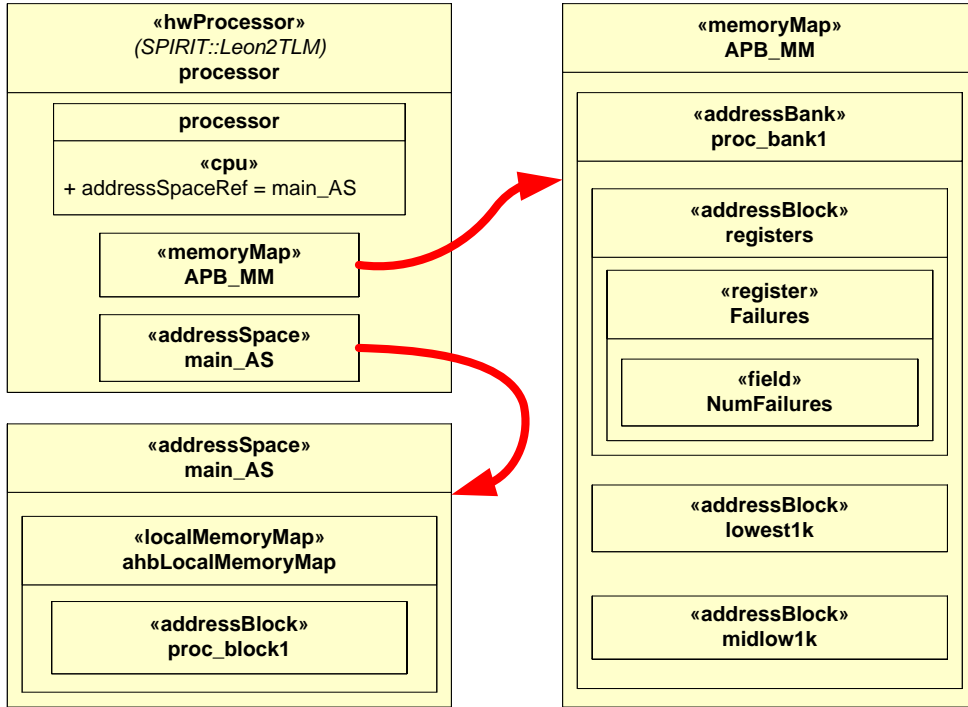 «hwProcessor»
(SPIRIT::Leon2TLM)
processor
processor
«cpu»
+ addressSpaceRef = main_AS
«memoryMap»
APB_MM
«addressSpace»
main_AS
«addressSpace»
main_AS
«localMemoryMap»
ahbLocalMemoryMap
«addressBlock»
proc_block1
«memoryMap»
APB_MM
«addressBank»
proc_bank1
«addressBlock»
registers
«register»
Failures
«field»
NumFailures
«addressBlock»
lowest1k
«addressBlock»
midlow1k